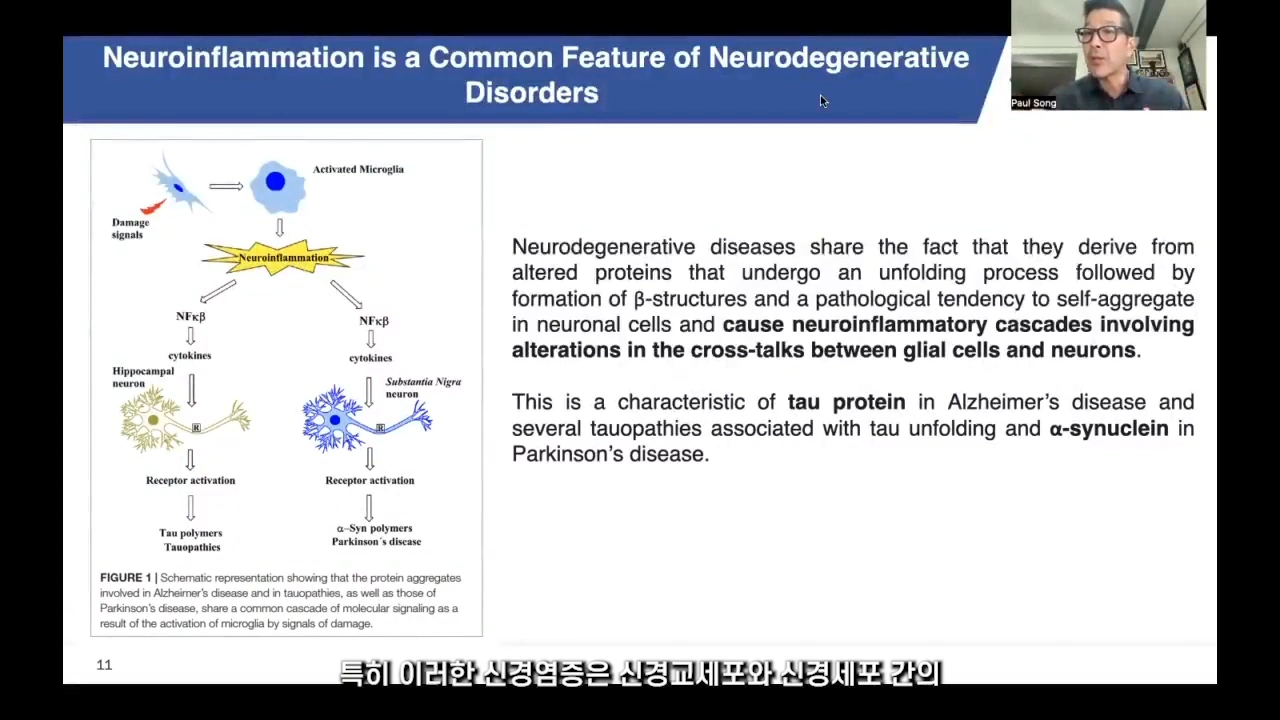 Neuroinflammation is a Common Feature of Neurodegenerative
Disorders
Paul Song
Activated Microglia
Damage
signals
Neuroinflammation
NFκβ
NFκβ
cytokines
cytokines
Hippocampal
neuron
Substantia Nigra
neuron
R
R
Receptor activation
Receptor activation
Tau polymers
Tauopathies
α–Syn polymers
Parkinson´s disease
FIGURE 1 | Schematic representation showing that the protein aggregates
involved in Alzheimer's disease and in tauopathies, as well as those of
Parkinson's disease, share a common cascade of molecular signaling as a
result of the activation of microglia by signals of damage.
Neurodegenerative diseases share the fact that they derive from
altered proteins that undergo an unfolding process followed by
formation of β-structures and a pathological tendency to self-aggregate
in neuronal cells and cause neuroinflammatory cascades involving
alterations in the cross-talks between glial cells and neurons.
This is a characteristic of tau protein in Alzheimer's disease and
several tauopathies associated with tau unfolding and α-synuclein in
Parkinson's disease.
11
특히 이러한 신경염증은 신경교세포와 신경세포 간의